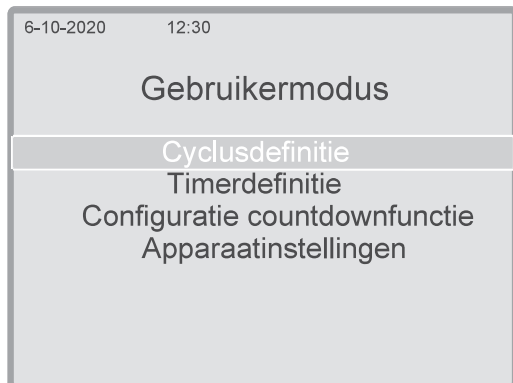 6-10-2020 12:30
Gebruikermodus
Cyclusdefinitie
Timerdefinitie
Configuratie countdownfunctie
Apparaatinstellingen